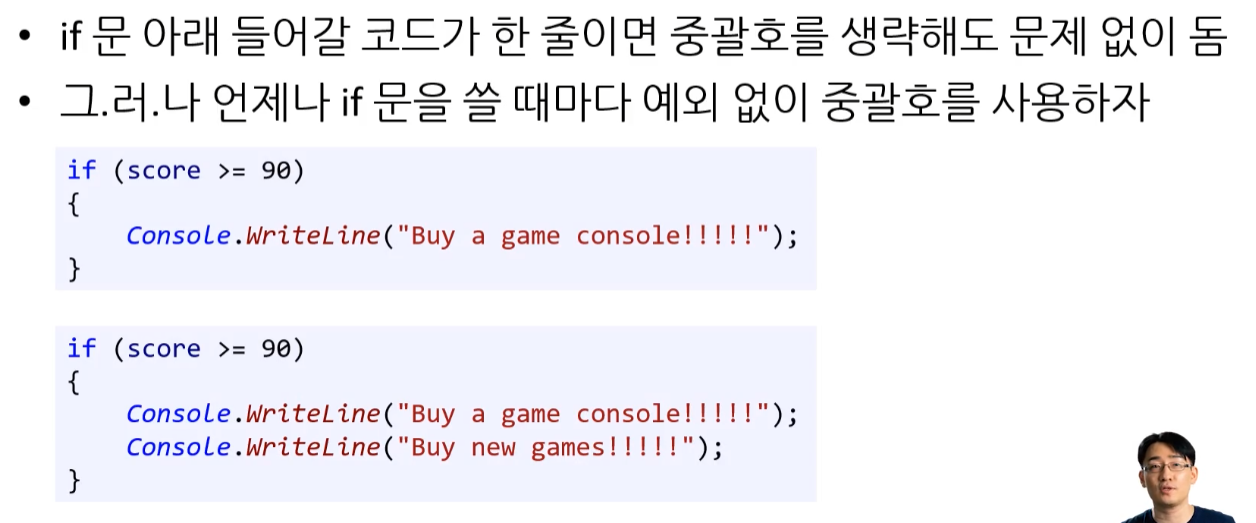 • if 문 아래 들어갈 코드가 한 줄이면 중괄호를 생략해도 문제 없이 돔
• 그.러.나 언제나 if 문을 쓸 때마다 예외 없이 중괄호를 사용하자
if (score >= 90)
{
    Console.WriteLine("Buy a game console!!!!!");
}
if (score >= 90)
{
    Console.WriteLine("Buy a game console!!!!!");
    Console.WriteLine("Buy new games!!!!!");
}